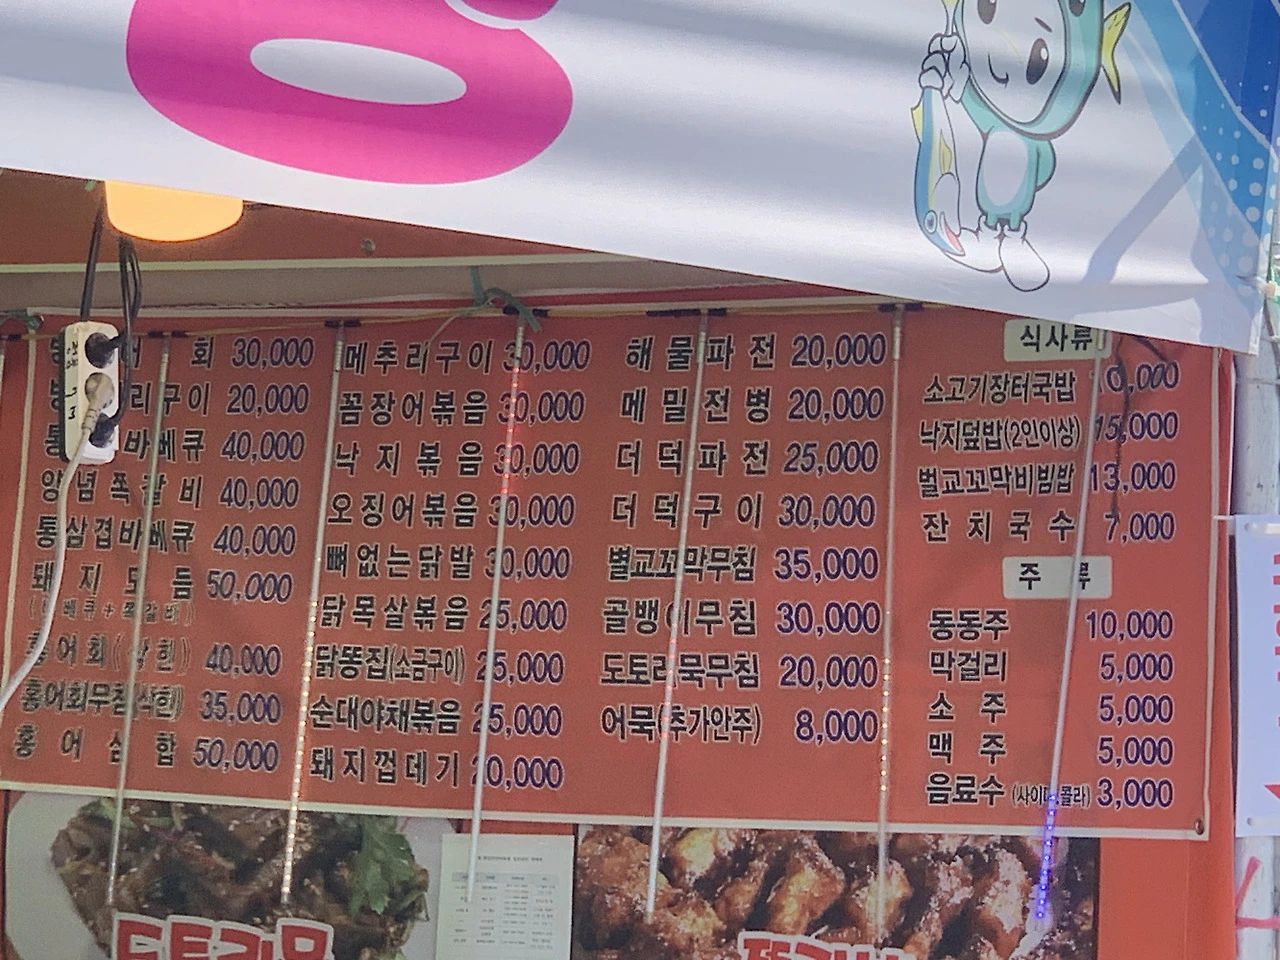 회 30,000
리구이 20,000
바베큐 40,000
양념쪽갈비 40,000
통삼겹바베큐 40,000
돼지모듬 50,000
(바베큐+쪽갈비)
홍어회(삭힌) 40,000
홍어회무침(삭힌) 35,000
홍어삼합 50,000
메추리구이 30,000
꼼장어볶음 30,000
낙지볶음 30,000
오징어볶음 30,000
뼈없는닭발 30,000
닭목살볶음 25,000
닭똥집(소금구이) 25,000
순대야채볶음 25,000
돼지껍데기 20,000
해물파전 20,000
메밀전병 20,000
더덕파전 25,000
더덕구이 30,000
벌교꼬막무침 35,000
골뱅이무침 30,000
도토리묵무침 20,000
어묵(추가안주) 8,000
식사류
소고기장터국밥 10,000
낙지덮밥(2인이상) 15,000
벌교꼬막비빔밥 13,000
잔치국수 7,000
주류
동동주 10,000
막걸리 5,000
소주 5,000
맥주 5,000
음료수(사이다,콜라) 3,000